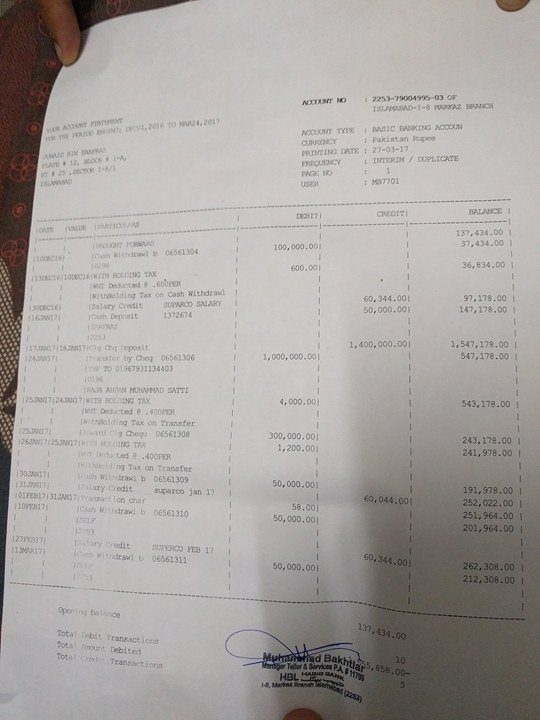 ACCOUNT NO : 2253-79004995-03 OF
ISLAMABAD-I-8 MARKAZ BRANCH
YOUR ACCOUNT STATEMENT
FOR THE PERIOD ENDING: DEC01,2016 TO MAR24,2017
JUNAID BIN SARFRAZ
FLAT# # 12, BLOCK # 1-A,
ST # 25 ,SECTOR I-8/1
ISLAMABAD
ACCOUNT TYPE : BASIC BANKING ACCOUN
CURRENCY : Pakistan Rupee
PRINTING DATE : 27-03-17
FREQUENCY : INTERIM / DUPLICATE
PAGE NO : 1
USER : MB7701
|DATE |VALUE |PARTICULARS DEBIT| CREDIT| BALANCE |
|BROUGHT FORWARD 137,434.00 |
|10DEC16| |Cash Withdrawl b 06561304 100,000.00| 37,434.00 |
|0296
|13DEC16|10DEC16|WITH HOLDING TAX 600.00| 36,834.00 |
|WHT Deducted @ .600PER
|WithHolding Tax on Cash Withdrawl
|30DEC16| |Salary Credit SUPARCO SALARY 60,344.00| 97,178.00 |
|16JAN17| |Cash Deposit 1372674 50,000.00| 147,178.00 |
|SARFRAZ
|2253
|17JAN17|18JAN17|Clg Chq Deposit 1,400,000.00| 1,547,178.00 |
|24JAN17| |Transfer by Cheq 06561306 1,000,000.00| 547,178.00 |
|TRF TO 01967931134403
|0196
|RAJA AHSAN MUHAMMAD SATTI
|25JAN17|24JAN17|WITH HOLDING TAX 4,000.00| 543,178.00 |
|WHT Deducted @ .400PER
|WithHolding Tax on Transfer
|25JAN17| |Inward Clg Chequ 06561308 300,000.00| 243,178.00 |
|26JAN17|25JAN17|WITH HOLDING TAX 1,200.00| 241,978.00 |
|WHT Deducted @ .400PER
|WithHolding Tax on Transfer
|30JAN17| |Cash Withdrawl b 06561309 50,000.00| 191,978.00 |
|31JAN17| |Salary Credit suparco jan 17 60,044.00| 252,022.00 |
|01FEB17|31JAN17|Transaction char 58.00| 251,964.00 |
|10FEB17| |Cash Withdrawl b 06561310 50,000.00| 201,964.00 |
|SELF
|2253
|27FEB17| |Salary Credit SUPERCO FEB 17 60,344.00| 262,308.00 |
|13MAR17| |Cash Withdrawl b 06561311 50,000.00| 212,308.00 |
|SELF
|2253
Opening balance 137,434.00
Total Debit Transactions 10
Total Amount Debited 55,858.00-
Total Credit Transactions 5
Muhammad Bakhtiar
Manager Teller & Services P.A. # 11700
HBL HABIB BANK
I-8, Markaz Branch Islamabad (2253)